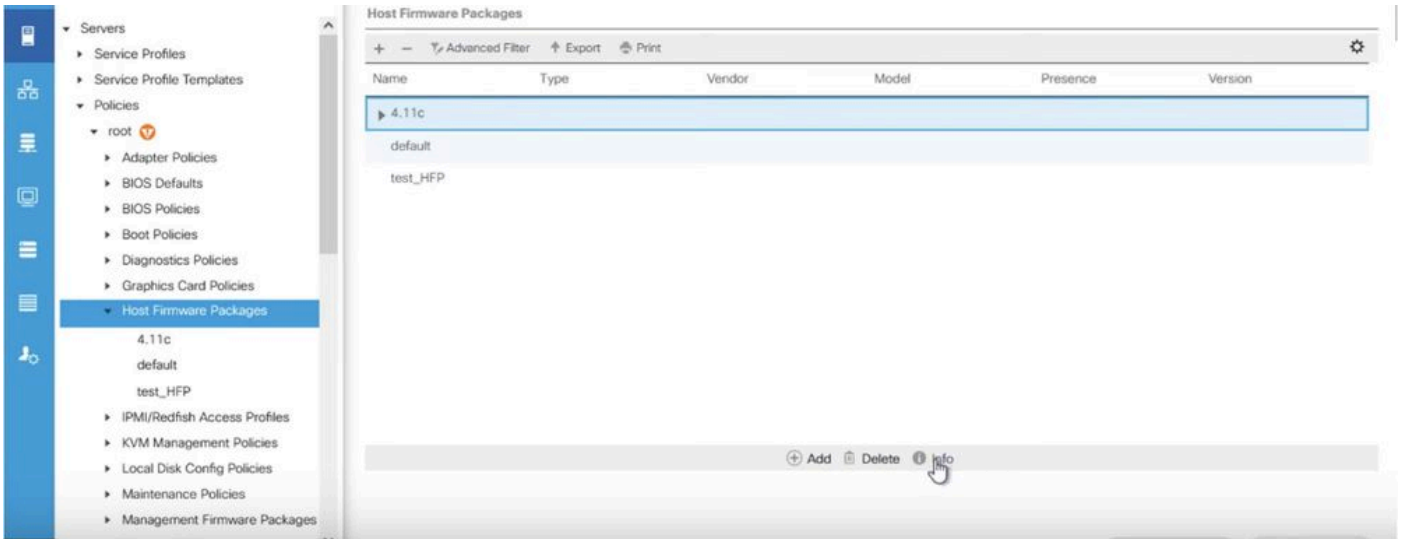 Servers
Service Profiles
Service Profile Templates
Policies
root
Adapter Policies
BIOS Defaults
BIOS Policies
Boot Policies
Diagnostics Policies
Graphics Card Policies
Host Firmware Packages
4.11c
default
test_HFP
IPMI/Redfish Access Profiles
KVM Management Policies
Local Disk Config Policies
Maintenance Policies
Management Firmware Packages
Host Firmware Packages
+ − Advanced Filter Export Print
Name Type Vendor Model Presence Version
4.11c
default
test_HFP
Add Delete Info